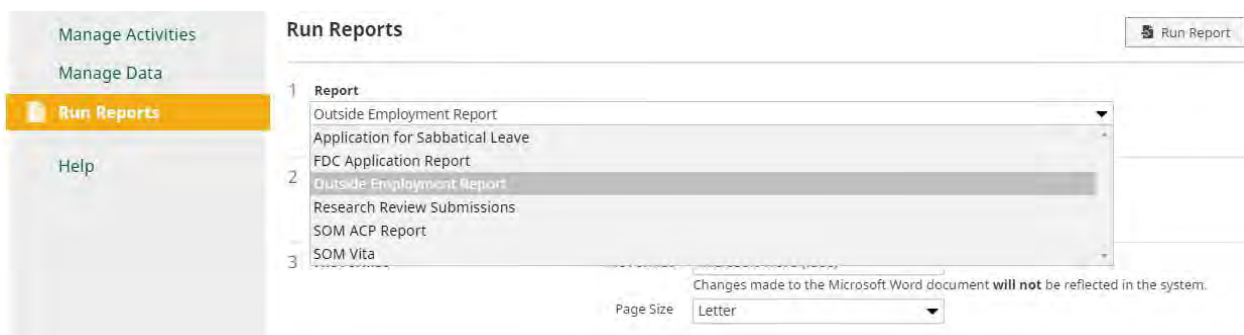 Manage Activities
Manage Data
Run Reports
Help
Run Reports
Run Report
1 Report
Outside Employment Report
Application for Sabbatical Leave
FDC Application Report
2
Outside Employment Report
Research Review Submissions
SOM ACP Report
SOM Vita
3
Changes made to the Microsoft Word document will not be reflected in the system.
Page Size Letter